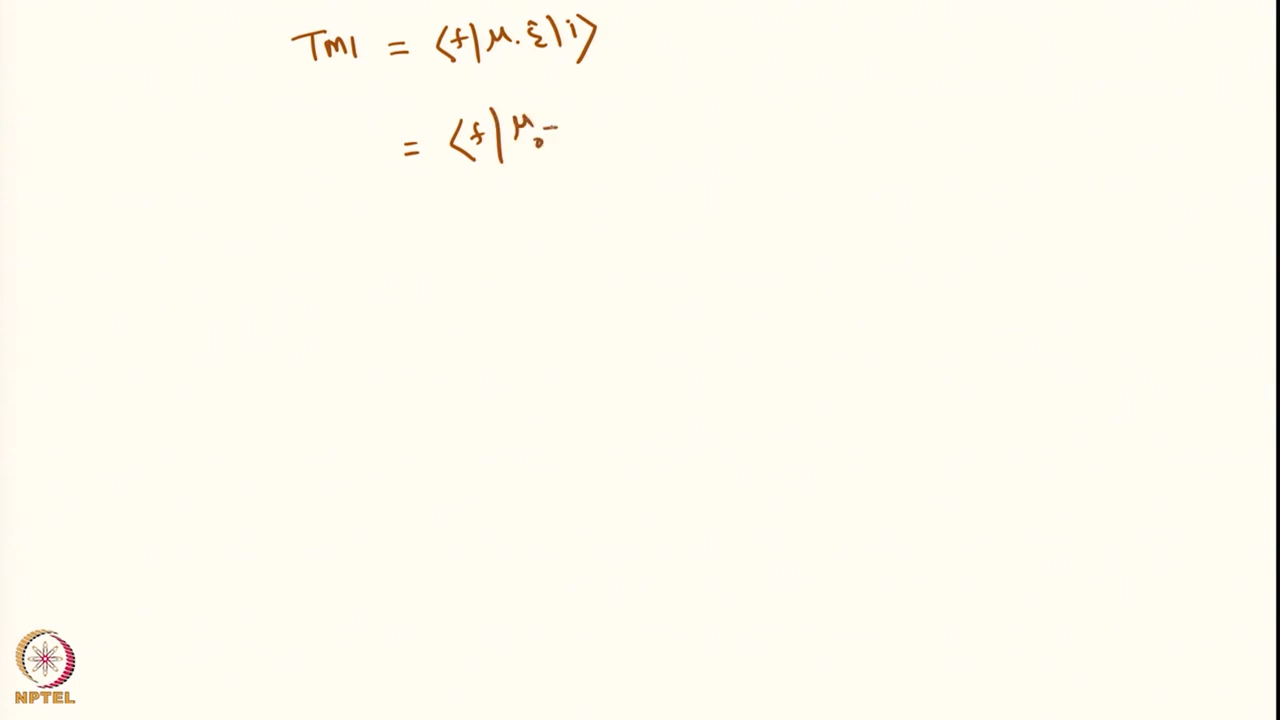 TMI = ⟨f|μ.ε̂|i⟩
= ⟨f|μ₀-
NPTEL